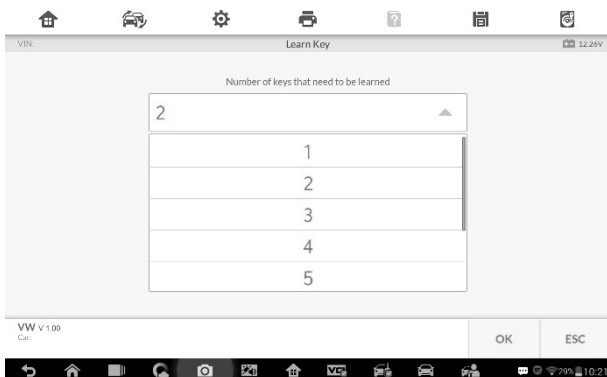 VIN:
Learn Key
12.26V
Number of keys that need to be learned
2
1
2
3
4
5
VW V 1.00
Car:
OK
ESC
29%
10:21